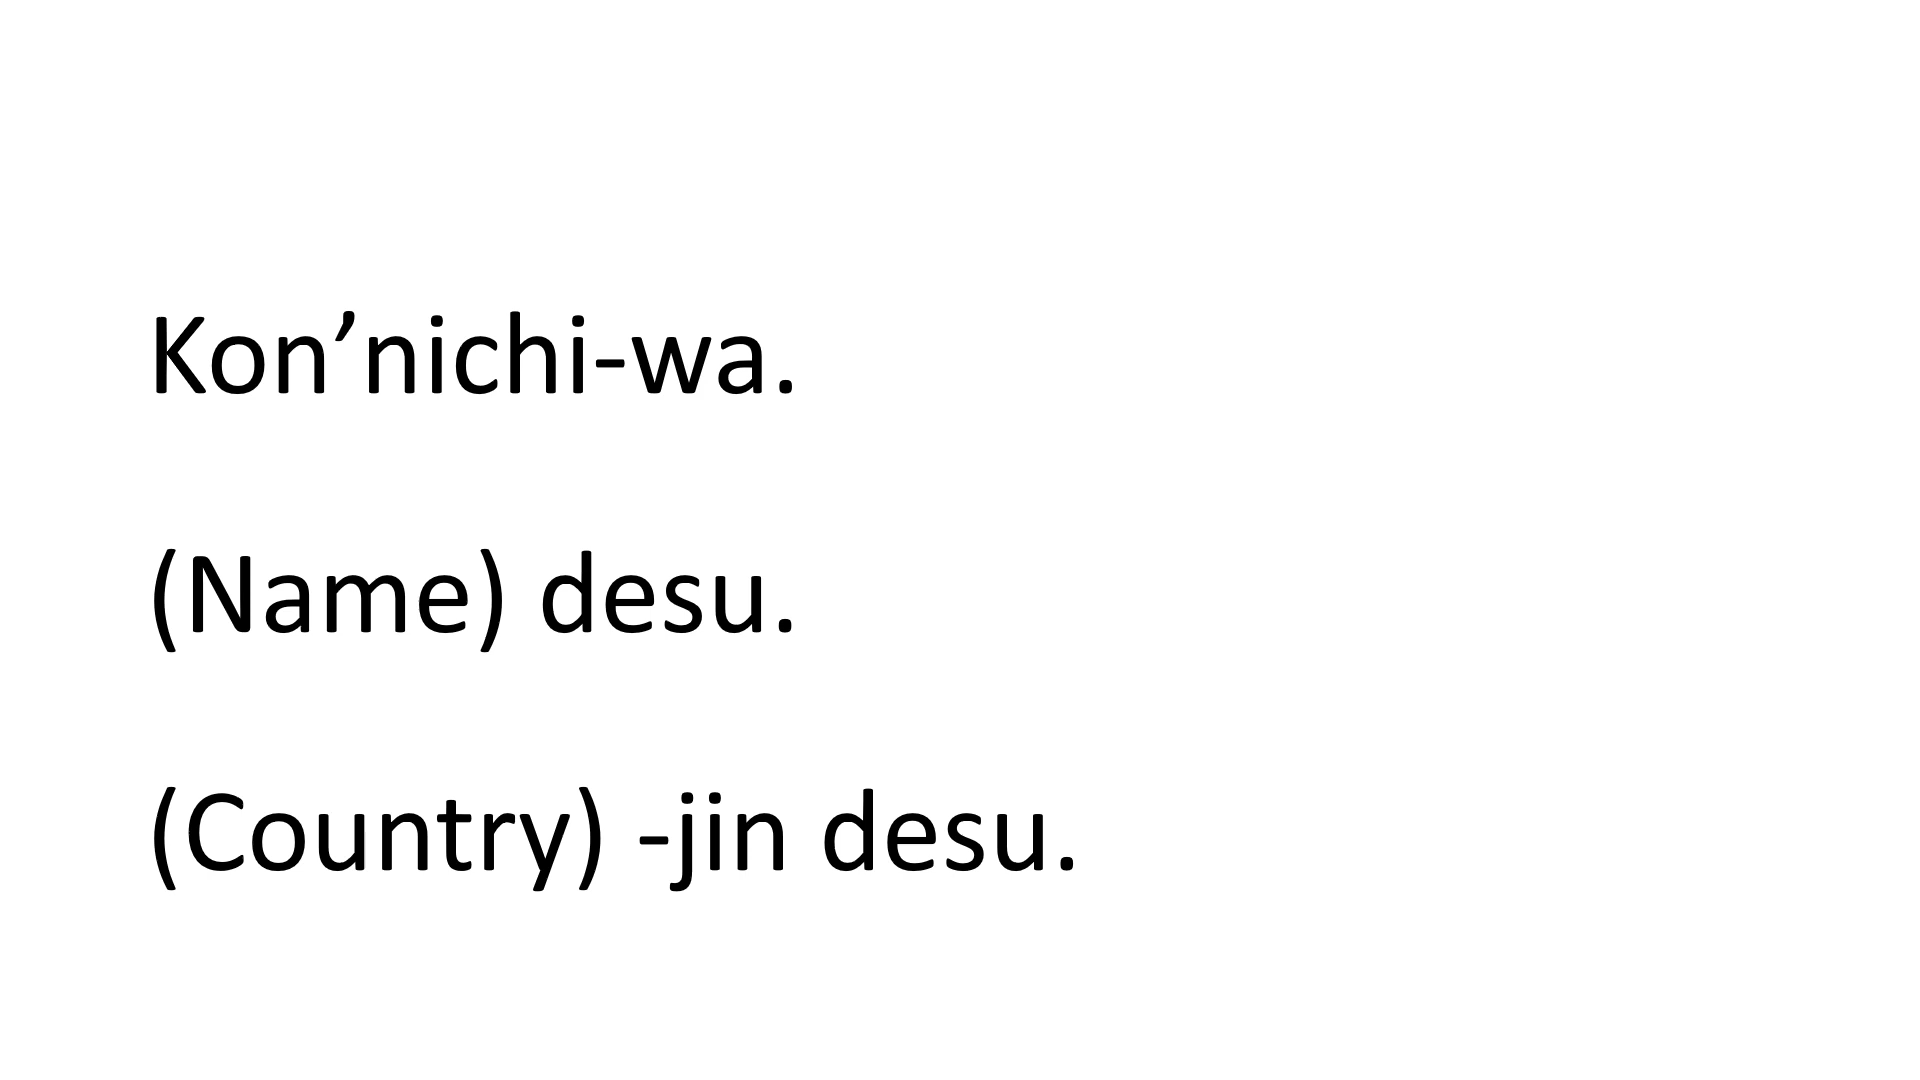 Kon’nichi-wa.
(Name) desu.
(Country) -jin desu.